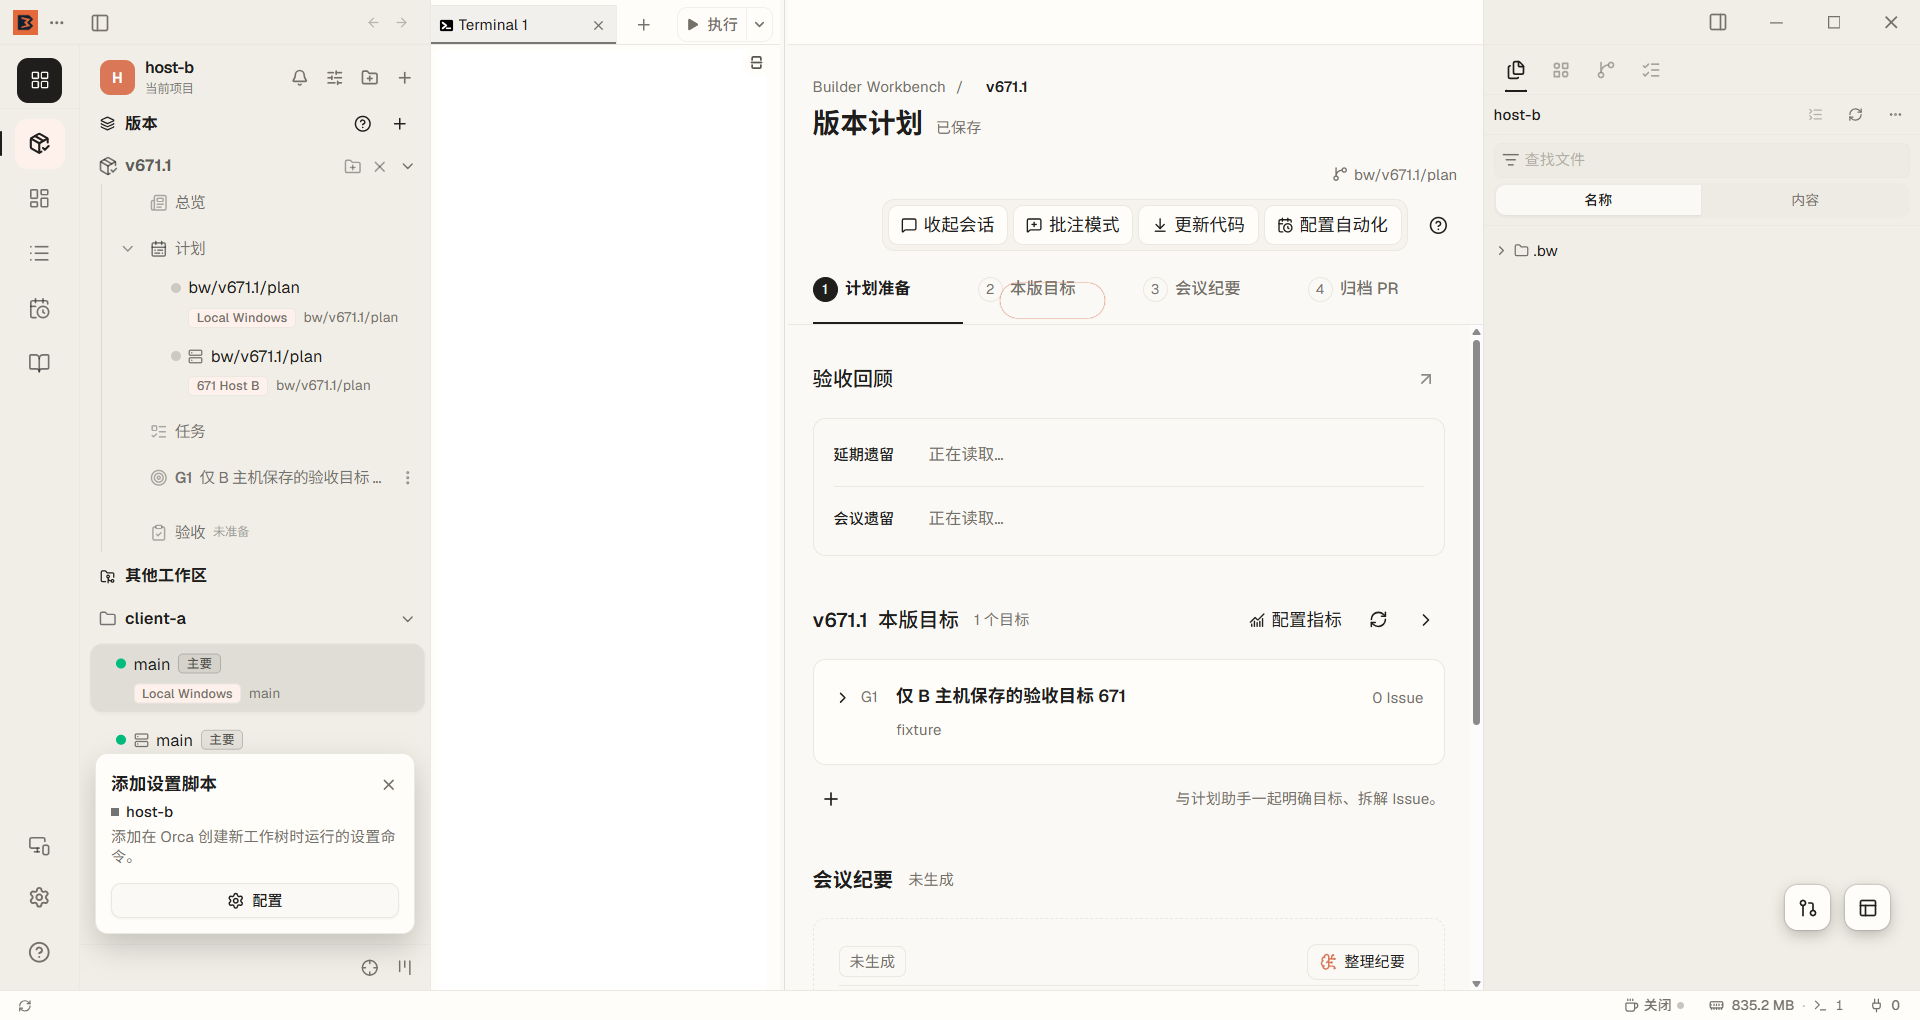 Terminal 1
执行
H
host-b
当前项目
版本
v671.1
总览
计划
bw/v671.1/plan
Local Windows bw/v671.1/plan
bw/v671.1/plan
671 Host B bw/v671.1/plan
任务
G1 仅 B 主机保存的验收目标 ...
验收 未准备
其他工作区
client-a
main 主要
Local Windows main
main 主要
添加设置脚本
host-b
添加在 Orca 创建新工作树时运行的设置命
令。
配置
Builder Workbench / v671.1
版本计划 已保存
bw/v671.1/plan
收起会话 批注模式 更新代码 配置自动化
1 计划准备 2 本版目标 3 会议纪要 4 归档 PR
验收回顾
延期遗留 正在读取...
会议遗留 正在读取...
v671.1 本版目标 1 个目标 配置指标
G1 仅 B 主机保存的验收目标 671 0 Issue
fixture
与计划助手一起明确目标、拆解 Issue。
会议纪要 未生成
未生成 整理纪要
host-b
查找文件
名称 内容
.bw
关闭 835.2 MB · 1 0